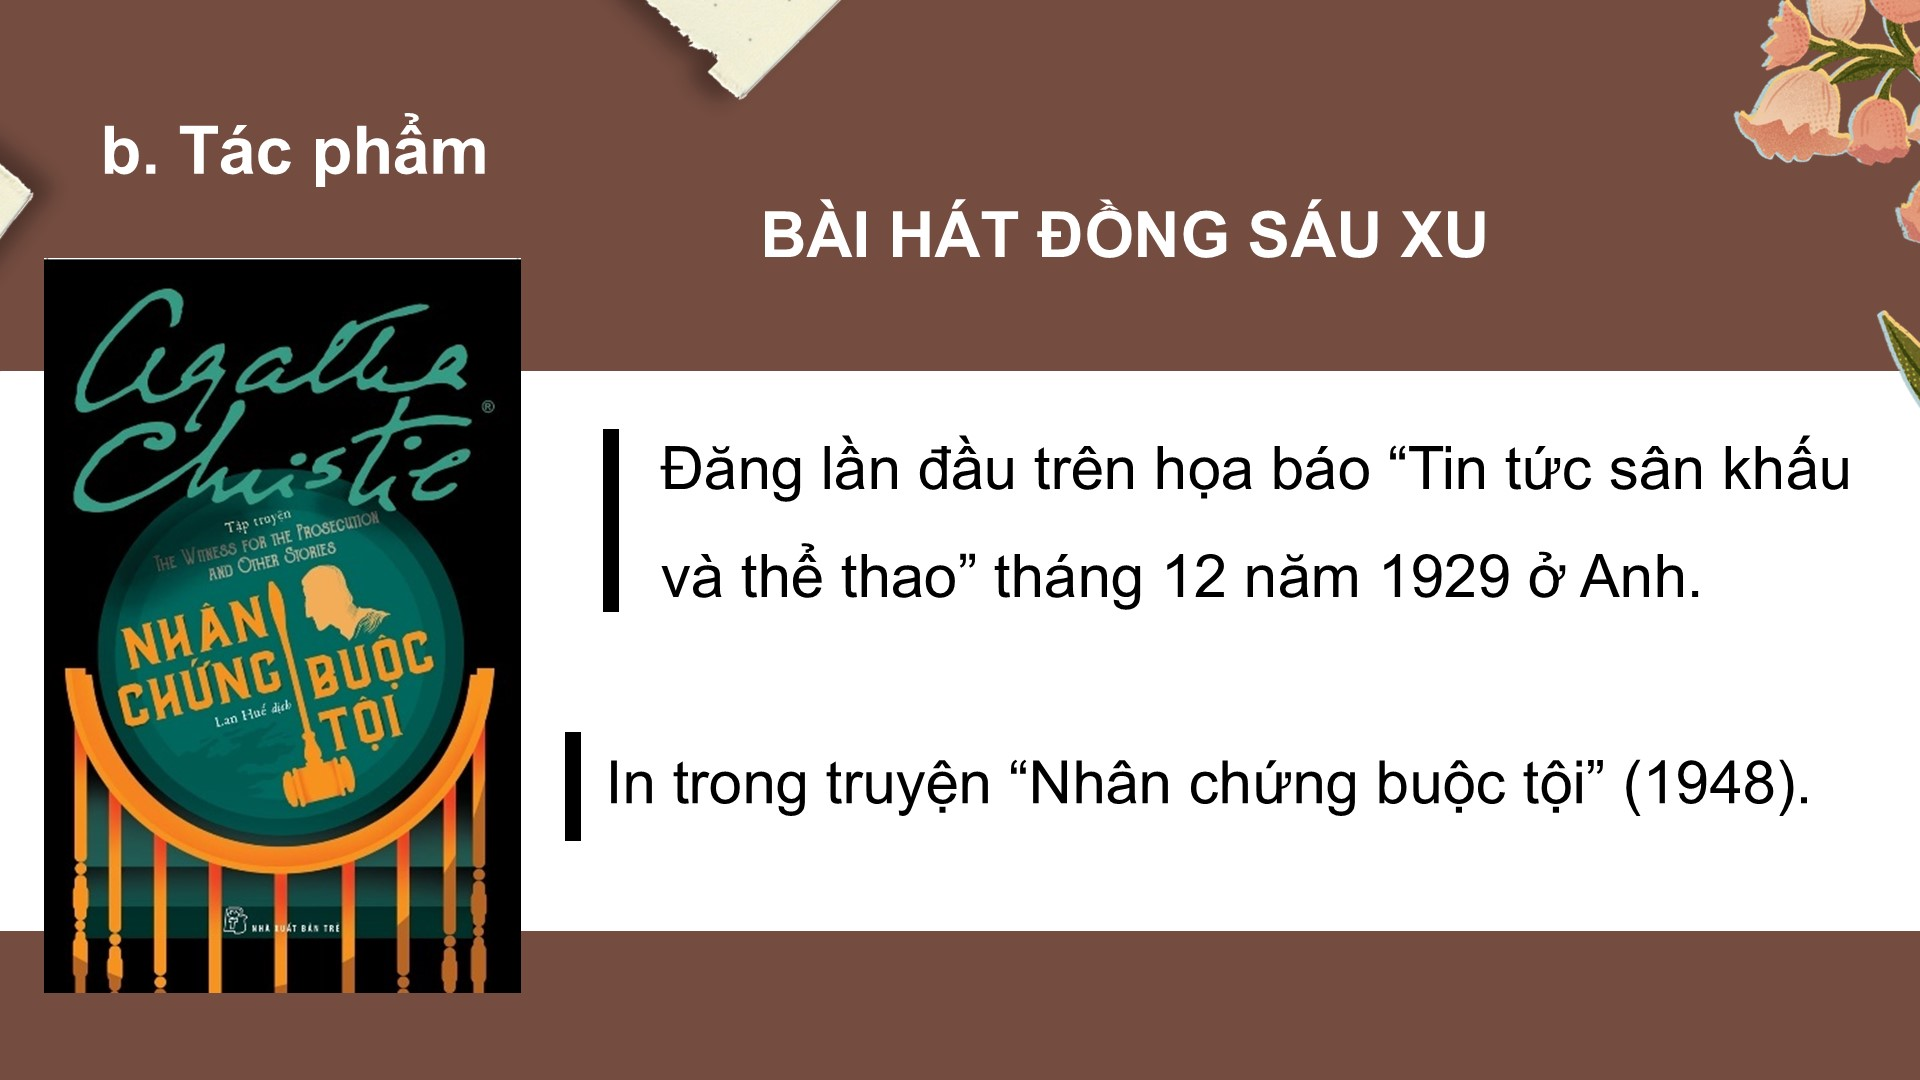 b. Tác phẩm
BÀI HÁT ĐỒNG SÁU XU
Agatha
Christie®
Tập truyện
THE WITNESS FOR THE PROSECUTION
AND OTHER STORIES
NHÂN
CHỨNG
BUỘC
TỘI
Lan Huế dịch
NHÀ XUẤT BẢN TRẺ
Đăng lần đầu trên họa báo “Tin tức sân khấu
và thể thao” tháng 12 năm 1929 ở Anh.
In trong truyện “Nhân chứng buộc tội” (1948).